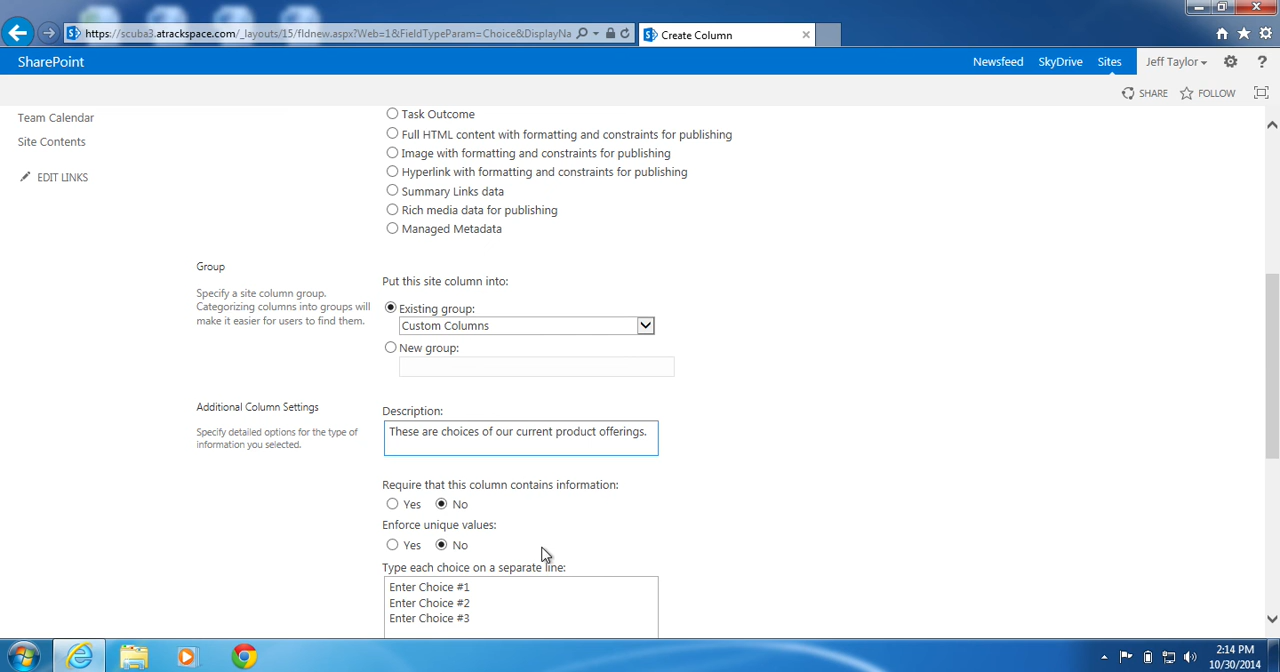 https://scuba3.atrackspace.com/_layouts/15/fldnew.aspx?Web=1&FieldTypeParam=Choice&DisplayNa
Create Column
SharePoint
Newsfeed SkyDrive Sites Jeff Taylor ?
SHARE FOLLOW
Team Calendar
Site Contents
EDIT LINKS
Task Outcome
Full HTML content with formatting and constraints for publishing
Image with formatting and constraints for publishing
Hyperlink with formatting and constraints for publishing
Summary Links data
Rich media data for publishing
Managed Metadata
Group
Specify a site column group.
Categorizing columns into groups will
make it easier for users to find them.
Put this site column into:
Existing group:
Custom Columns
New group:
Additional Column Settings
Specify detailed options for the type of
information you selected.
Description:
These are choices of our current product offerings.
Require that this column contains information:
Yes No
Enforce unique values:
Yes No
Type each choice on a separate line:
Enter Choice #1
Enter Choice #2
Enter Choice #3
2:14 PM
10/30/2014